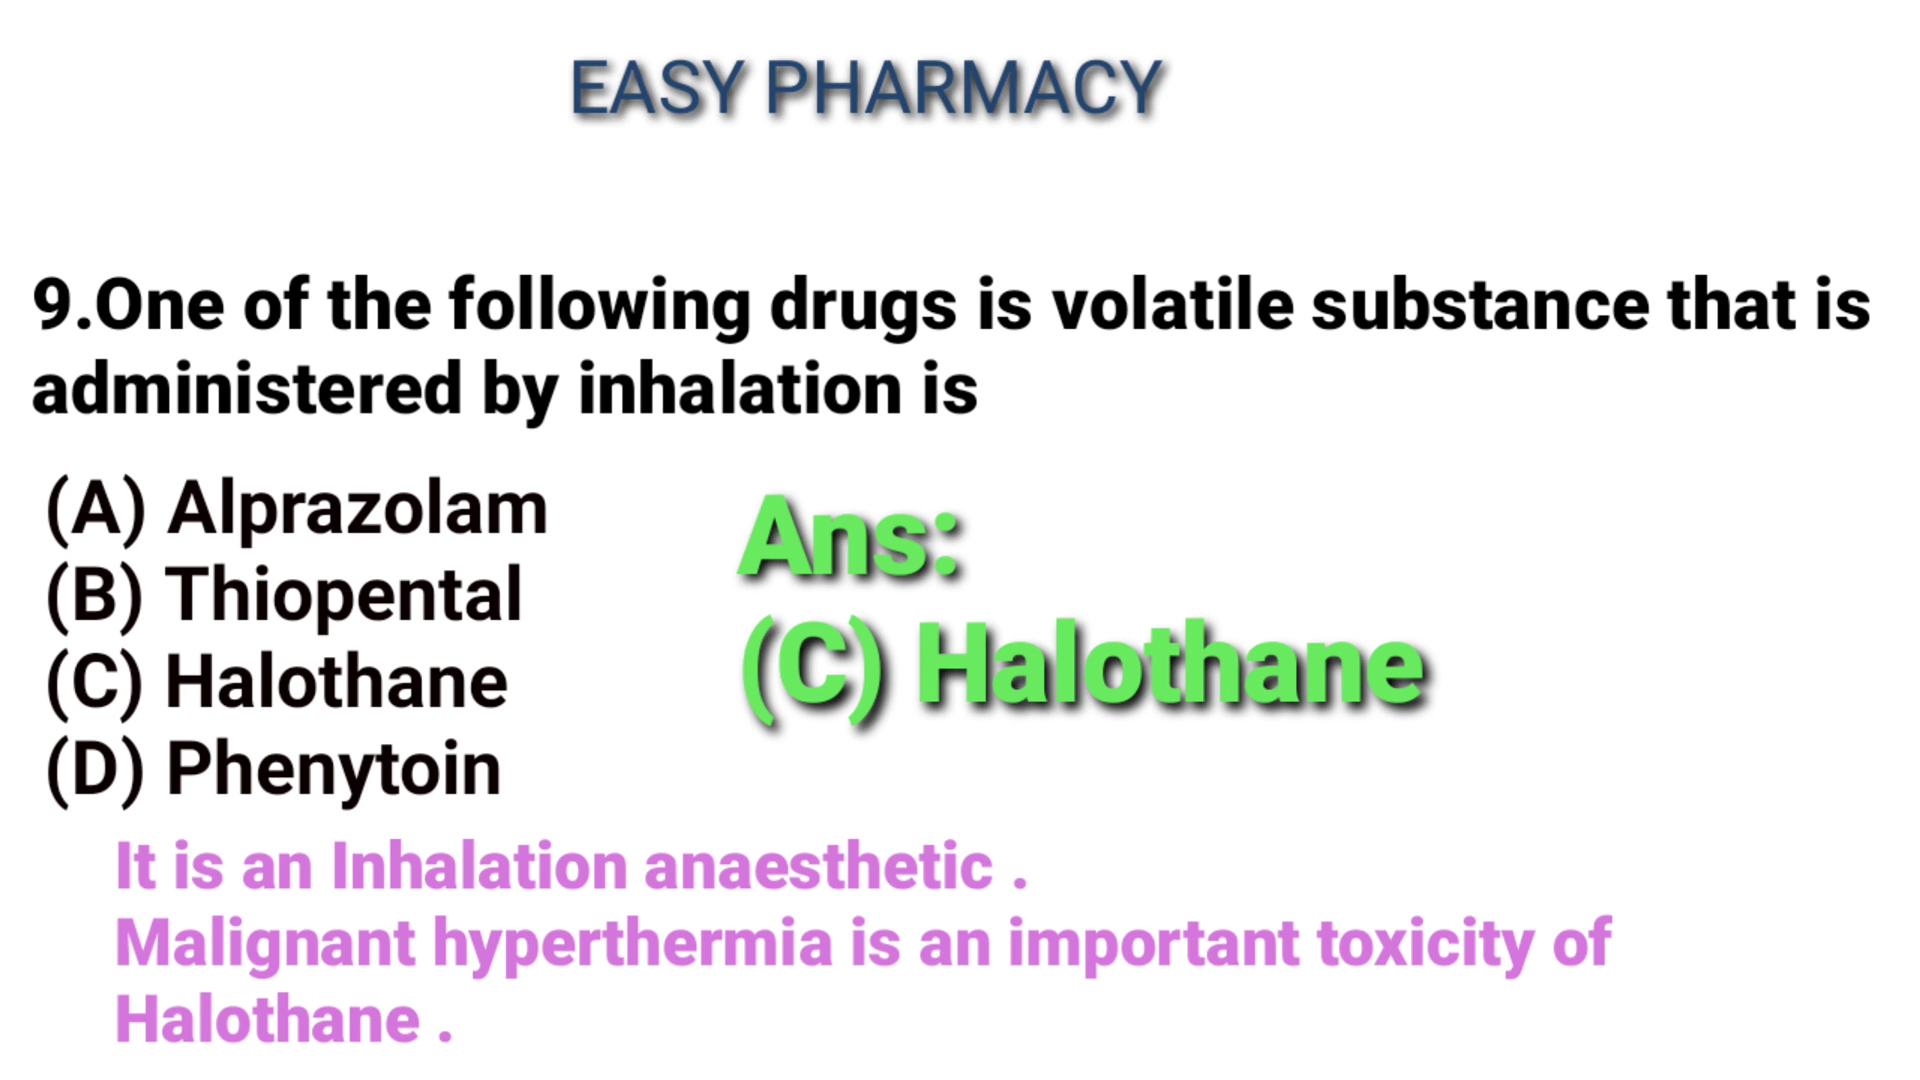 EASY PHARMACY
9.One of the following drugs is volatile substance that is
administered by inhalation is
(A) Alprazolam
(B) Thiopental
(C) Halothane
(D) Phenytoin
Ans:
(C) Halothane
It is an Inhalation anaesthetic .
Malignant hyperthermia is an important toxicity of
Halothane .